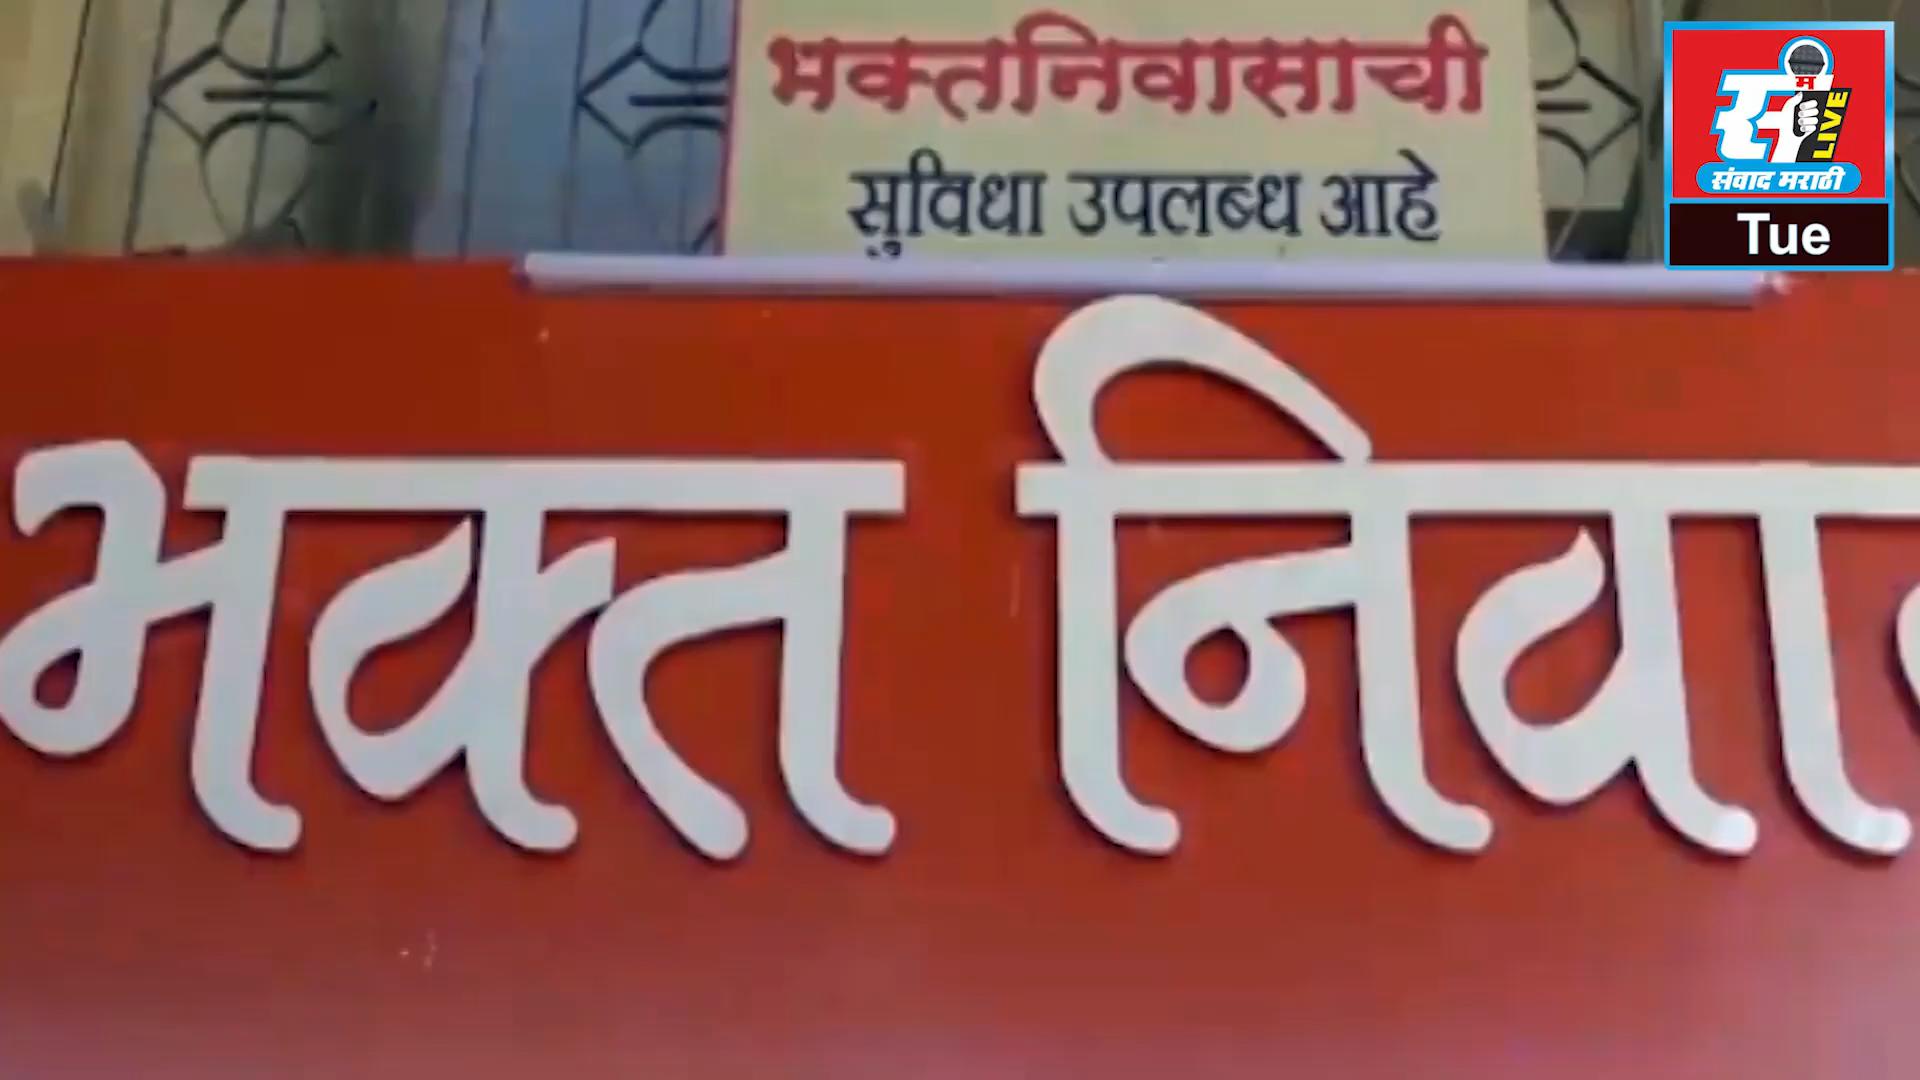 भक्तनिवासाची
सुविधा उपलब्ध आहे
भक्त निवा
LIVE
संवाद मराठी
Tue